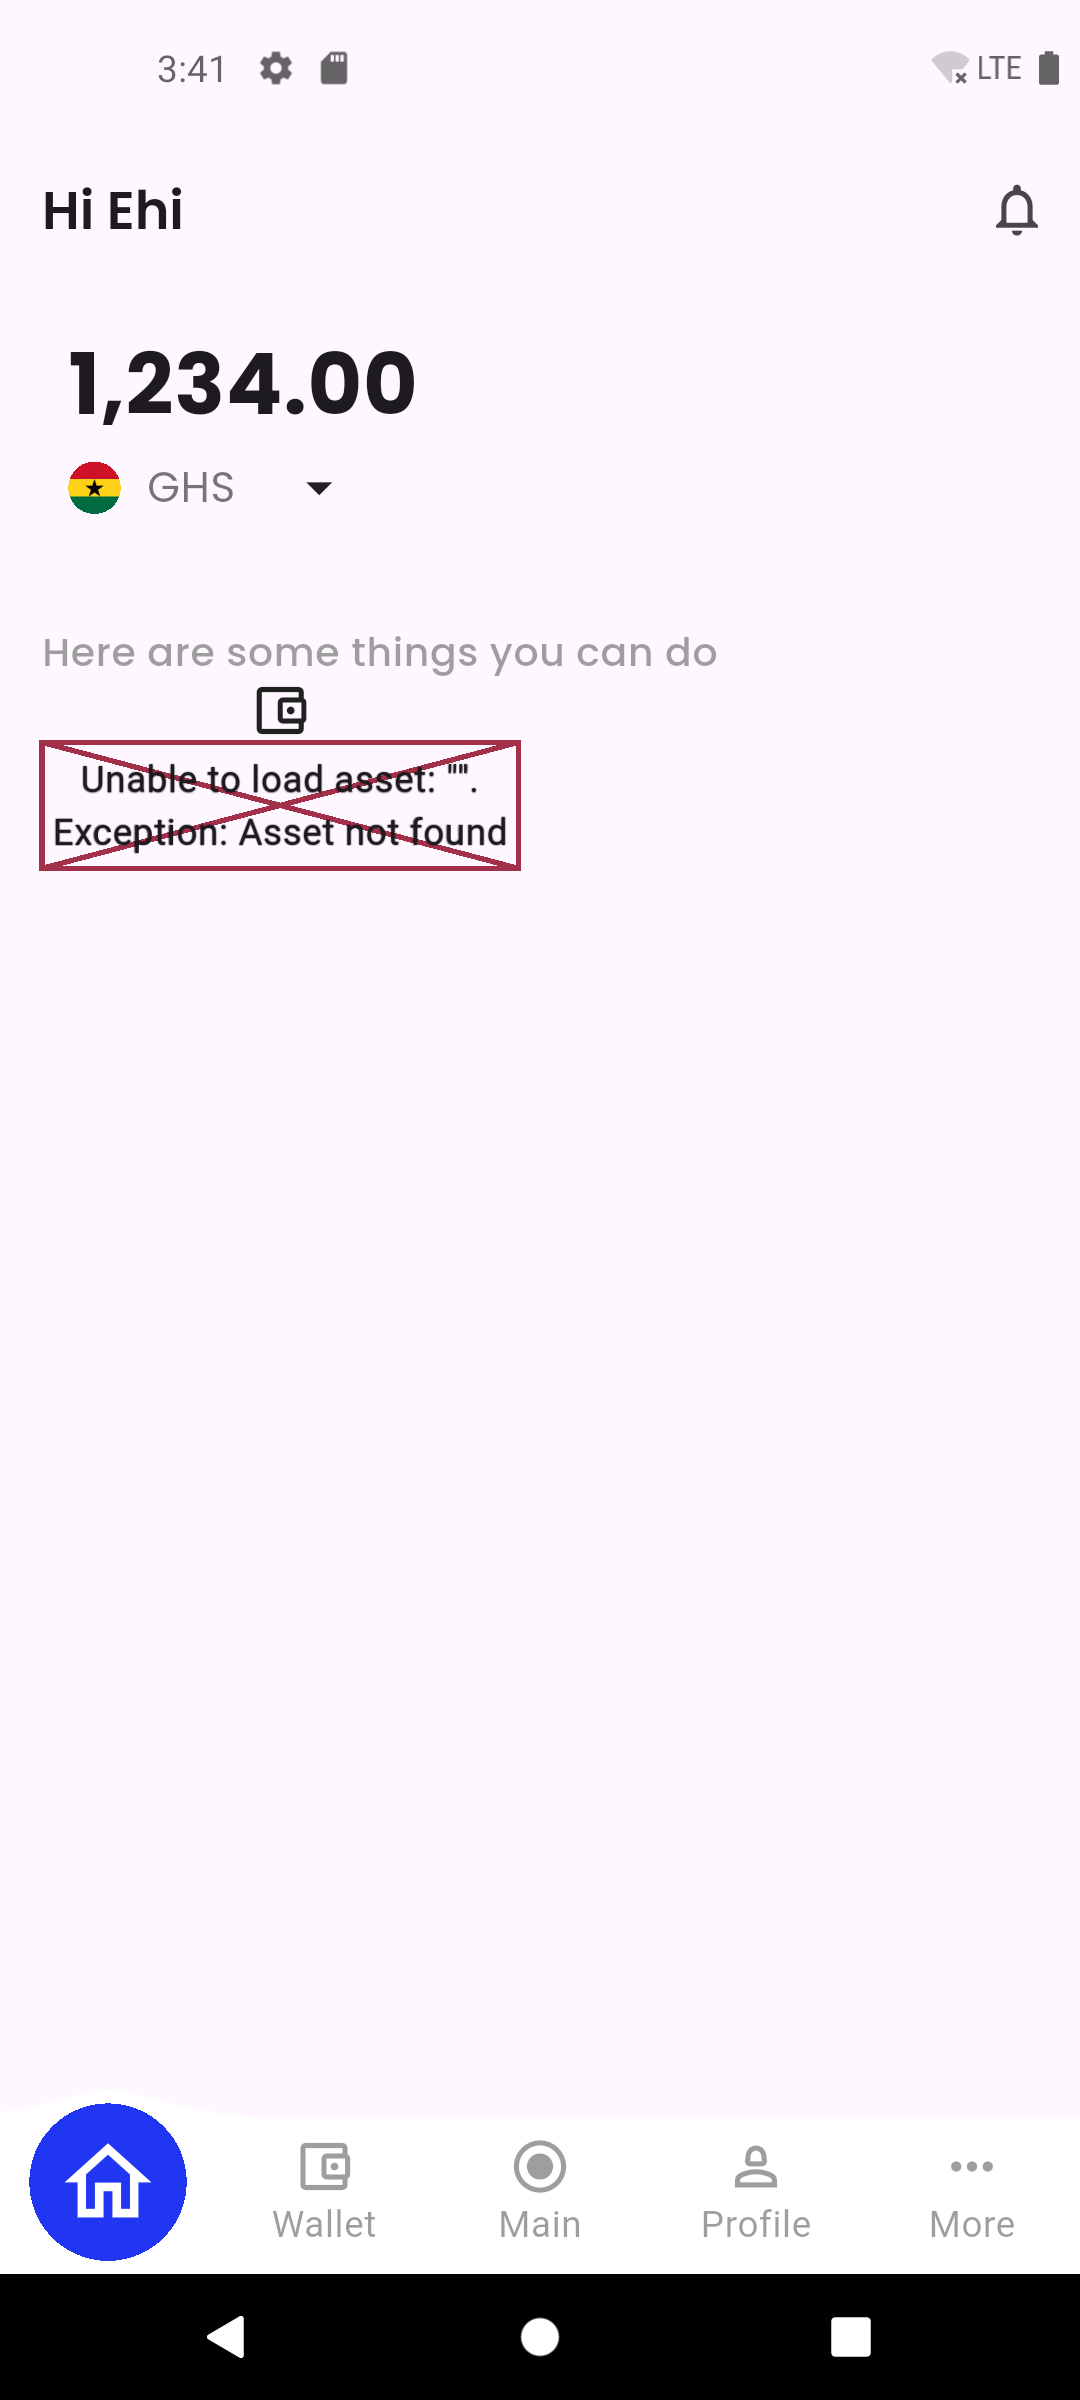 3:41 LTE
Hi Ehi
1,234.00
GHS
Here are some things you can do
Unable to load asset: "".
Exception: Asset not found
Wallet Main Profile More